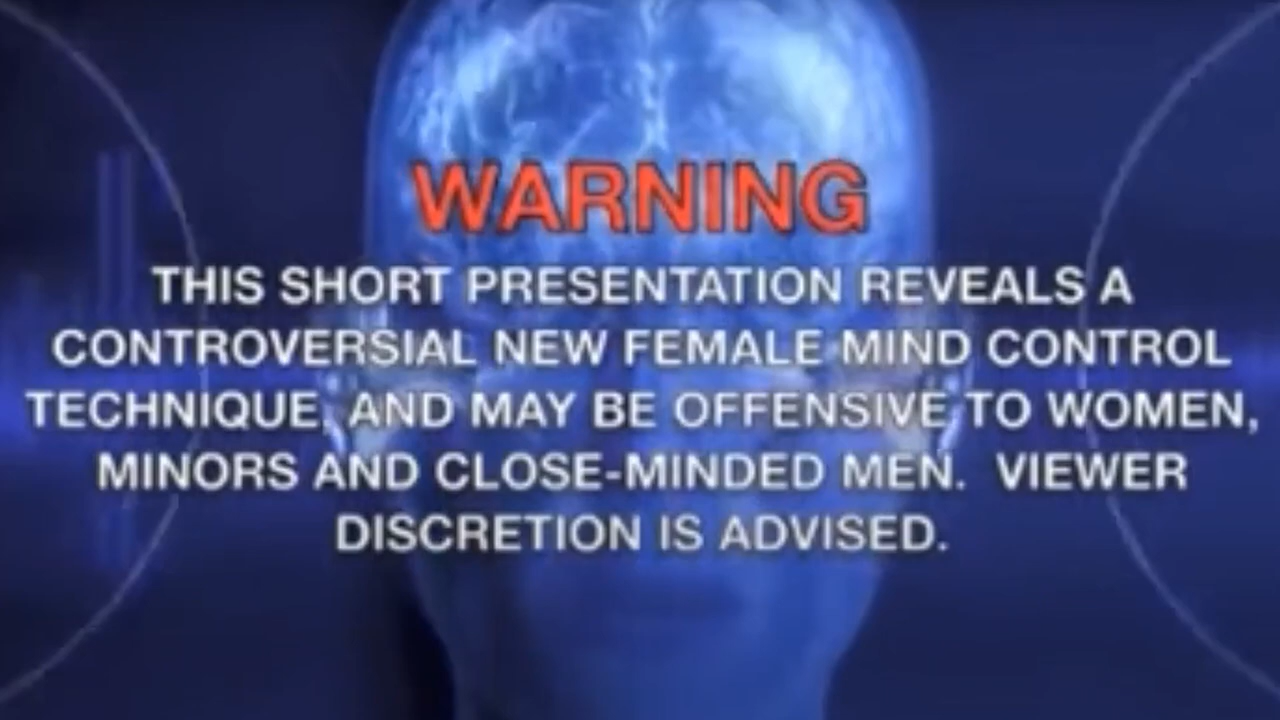 WARNING
THIS SHORT PRESENTATION REVEALS A
CONTROVERSIAL NEW FEMALE MIND CONTROL
TECHNIQUE, AND MAY BE OFFENSIVE TO WOMEN,
MINORS AND CLOSE-MINDED MEN. VIEWER
DISCRETION IS ADVISED.